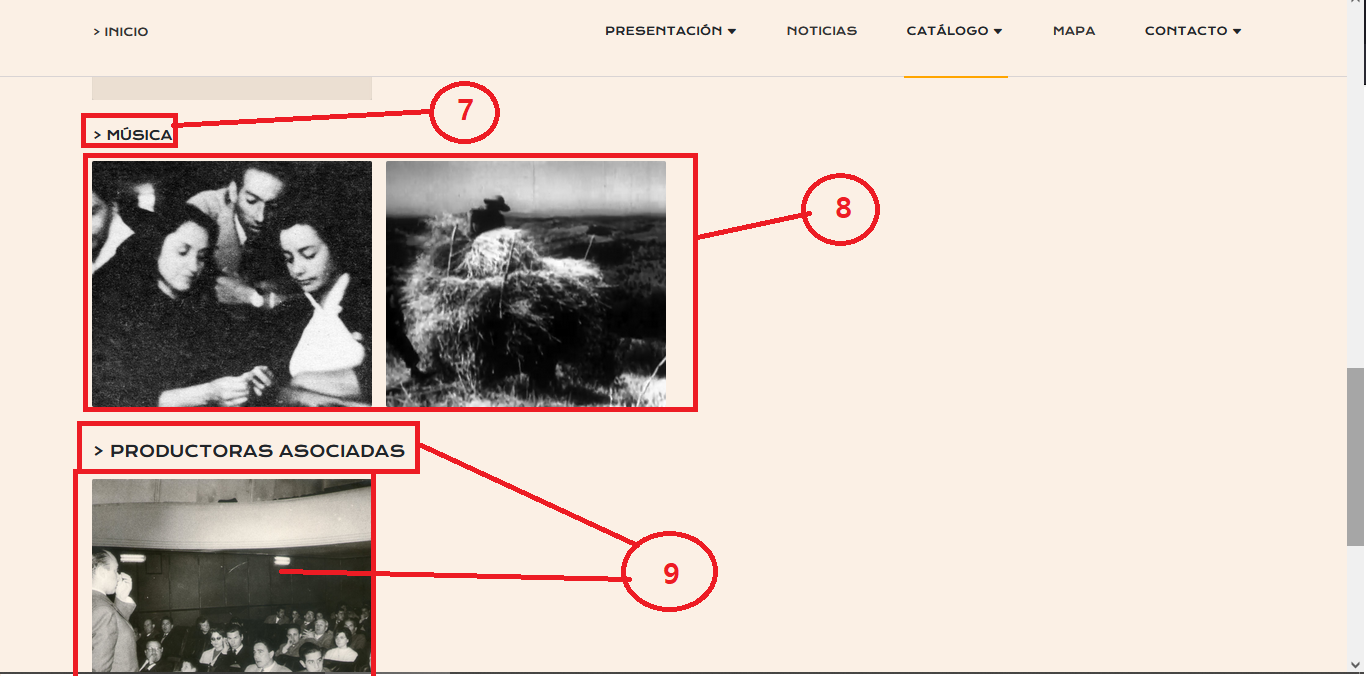 > INICIO PRESENTACIÓN NOTICIAS CATÁLOGO MAPA CONTACTO
7
> MÚSICA
8
> PRODUCTORAS ASOCIADAS
9